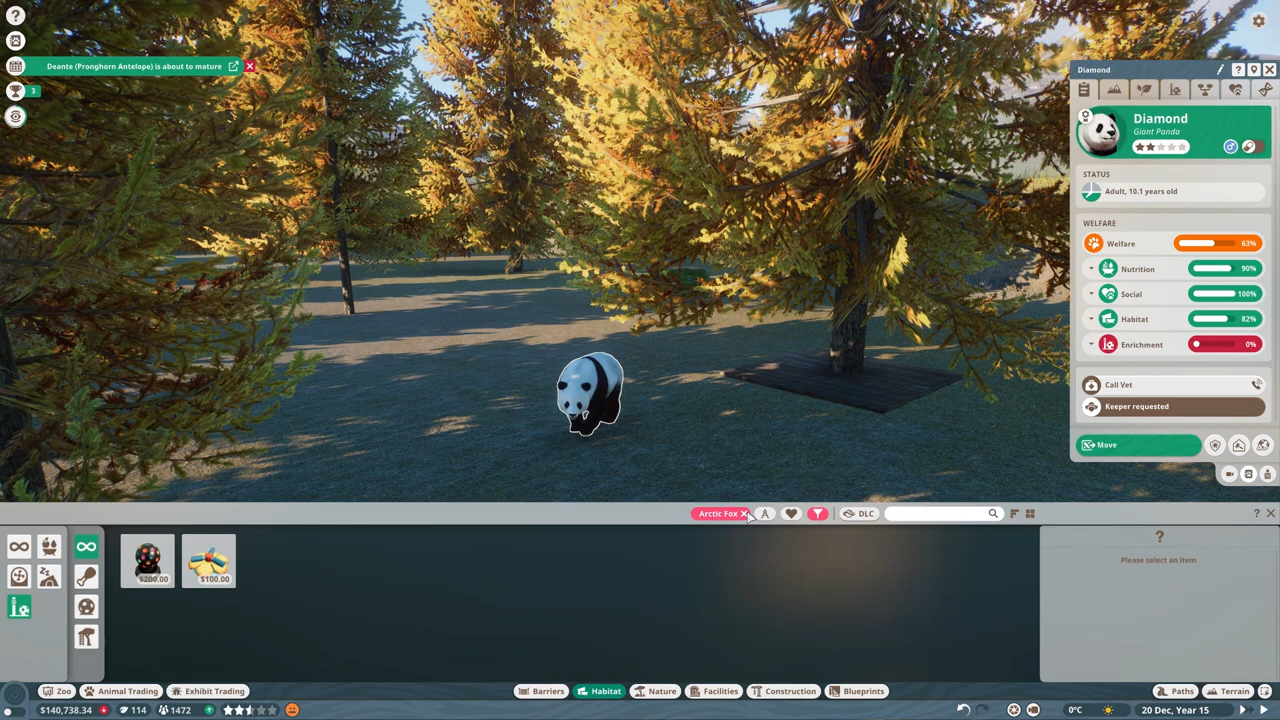 Deante (Pronghorn Antelope) is about to mature
3
Diamond
Diamond
Giant Panda
STATUS
Adult, 10.1 years old
WELFARE
Welfare 63%
Nutrition 90%
Social 100%
Habitat 82%
Enrichment 0%
Call Vet
Keeper requested
Move
Arctic Fox
DLC
$200.00
$100.00
?
Please select an item
Zoo
Animal Trading
Exhibit Trading
Barriers
Habitat
Nature
Facilities
Construction
Blueprints
Paths
Terrain
$140,738.34
114
1472
0°C
20 Dec, Year 15